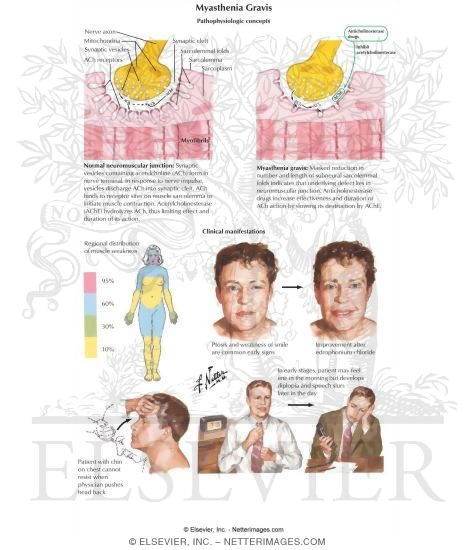 Myasthenia Gravis
Pathophysiologic concepts
Nerve axon
Mitochondria
Synaptic vesicles
ACh receptors
Synaptic cleft
Sarcolemmal folds
Sarcolemma
Sarcoplasm
Myofibrils
Anticholinesterase
drugs
Inhibit
acetylcholinesterase
Normal neuromuscular junction: Synaptic
vesicles containing acetylcholine (ACh) form in
nerve terminal. In response to nerve impulse,
vesicles discharge ACh into synaptic cleft. ACh
binds to receptor sites on muscle sarcolemma to
initiate muscle contraction. Acetylcholinesterase
(AChE) hydrolyzes ACh, thus limiting effect and
duration of its action.
Myasthenia gravis: Marked reduction in
number and length of subneural sarcolemmal
folds indicates that underlying defect lies in
neuromuscular junction. Anticholinesterase
drugs increase effectiveness and duration of
ACh action by slowing its destruction by AChE.
Clinical manifestations
Regional distribution
of muscle weakness
95%
60%
30%
10%
Ptosis and weakness of smile
are common early signs
Improvement after
edrophonium chloride
In early stages, patient may feel
fine in the morning but develops
diplopia and speech slurs
later in the day
F. Netter
M.D.
Patient with chin
on chest cannot
resist when
physician pushes
head back
ELSEVIER
© Elsevier, Inc. - Netterimages.com
© ELSEVIER, INC. – NETTERIMAGES.COM